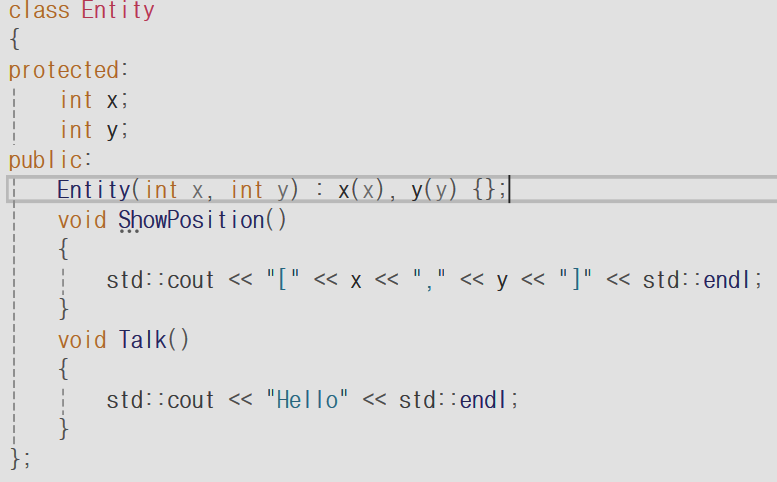 class Entity
{
protected:
int x;
int y;
public:
Entity(int x, int y) : x(x), y(y) {};
void ShowPosition()
{
std::cout << "[" << x << "," << y << "]" << std::endl;
}
void Talk()
{
std::cout << "Hello" << std::endl;
}
};